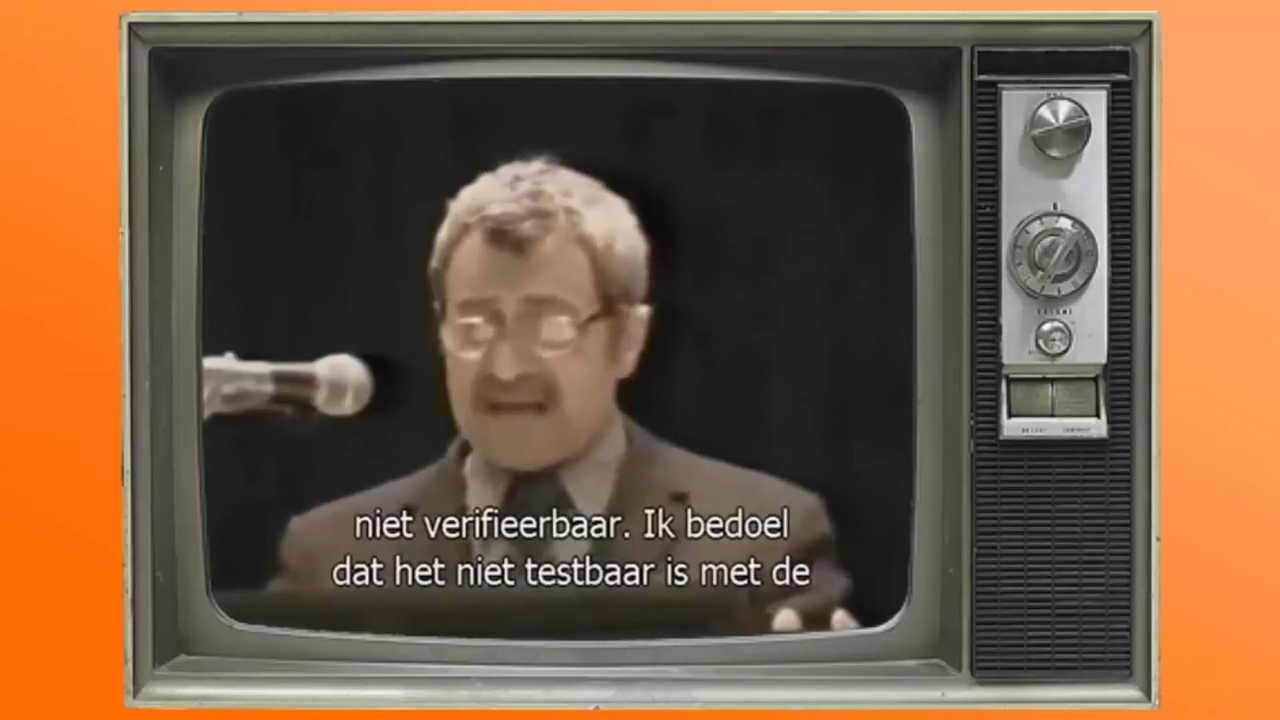 niet verifieerbaar. Ik bedoel
dat het niet testbaar is met de